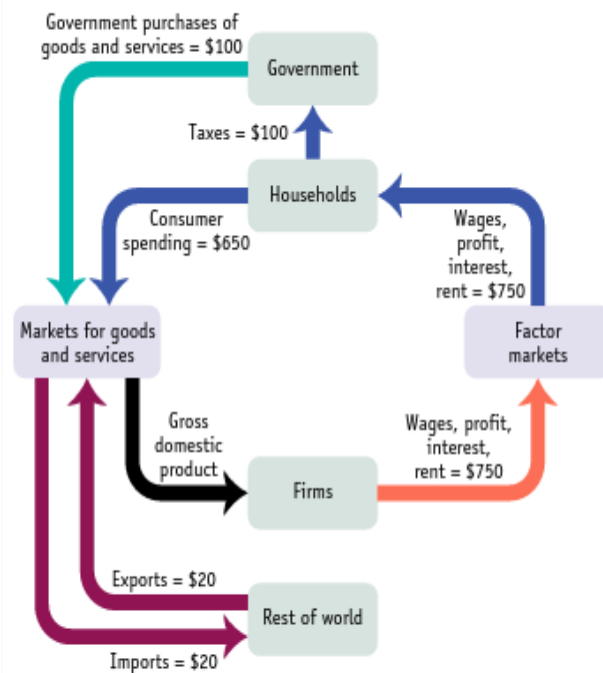 Government purchases of
goods and services = $100
Government
Taxes = $100
Households
Consumer
spending = $650
Wages,
profit,
interest,
rent = $750
Markets for goods
and services
Factor
markets
Gross
domestic
product
Wages, profit,
interest,
rent = $750
Firms
Exports = $20
Rest of world
Imports = $20